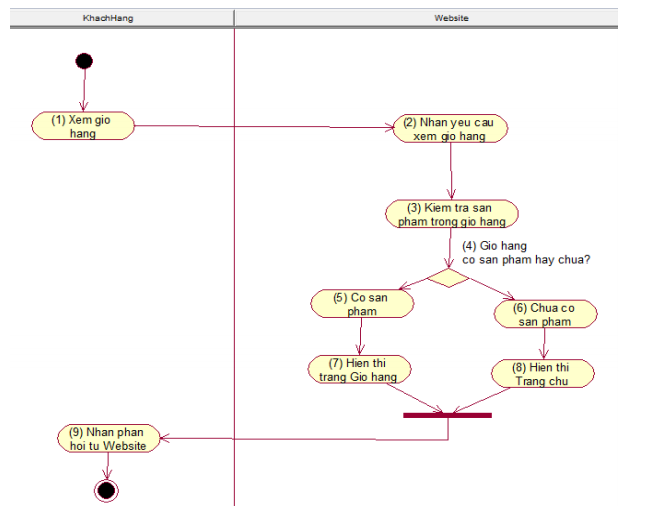 KhachHang
Website
(1) Xem gio
hang
(2) Nhan yeu cau
xem gio hang
(3) Kiem tra san
pham trong gio hang
(4) Gio hang
co san pham hay chua?
(5) Co san
pham
(6) Chua co
san pham
(7) Hien thi
trang Gio hang
(8) Hien thi
Trang chu
(9) Nhan phan
hoi tu Website